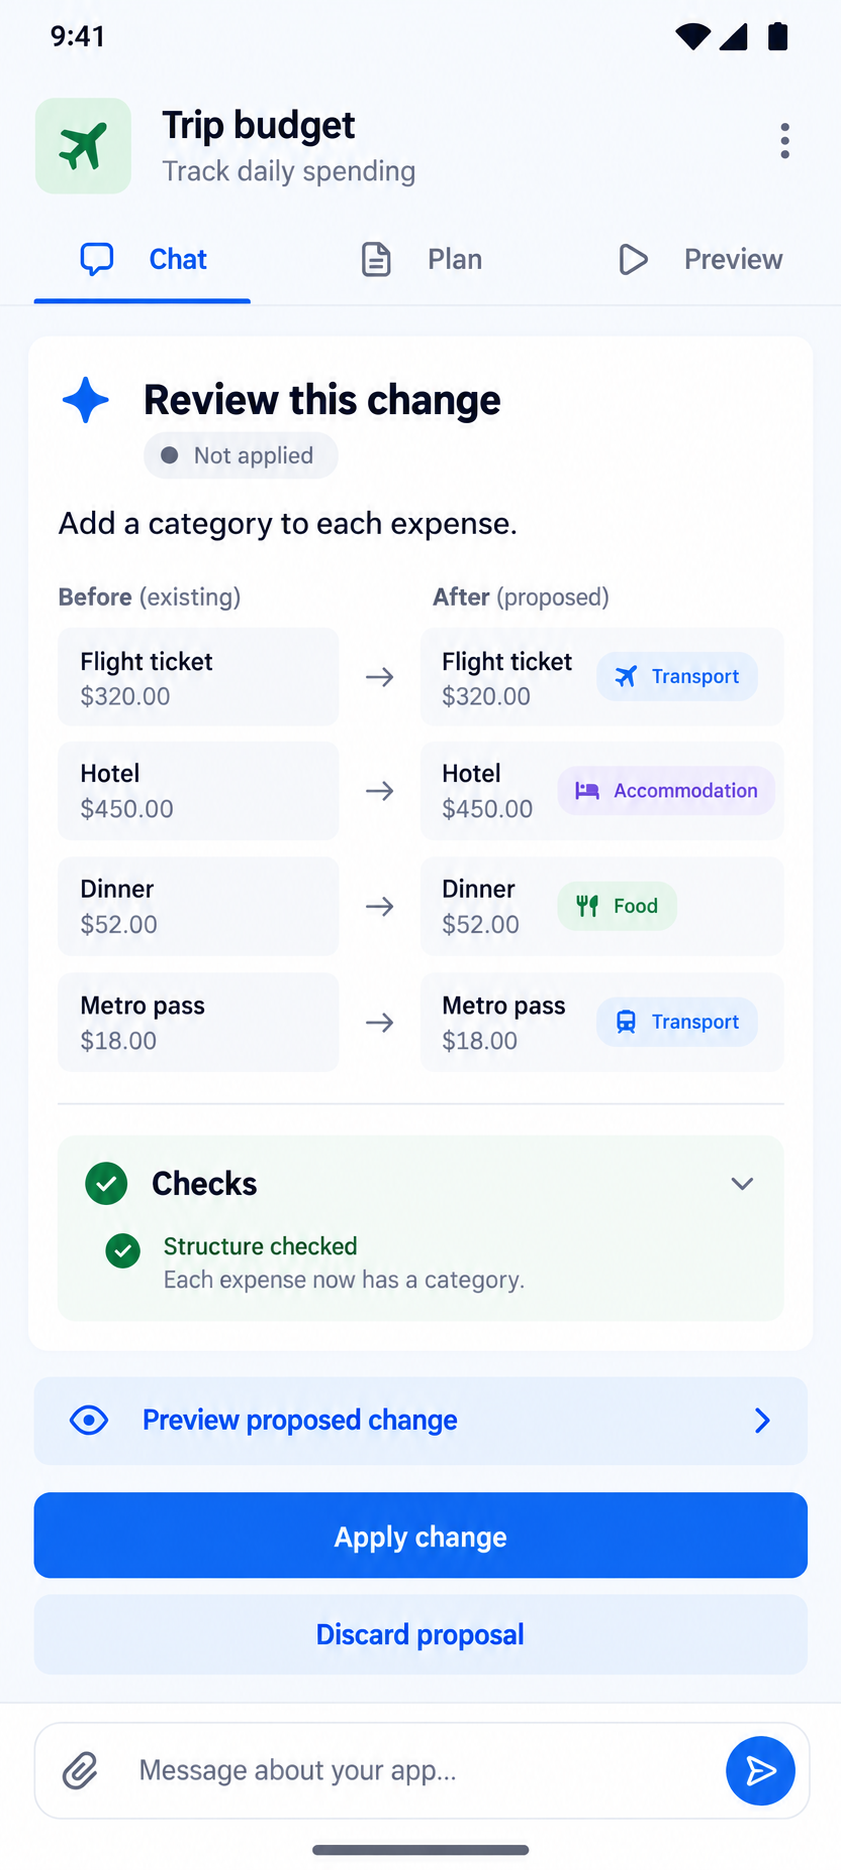 9:41
Trip budget
Track daily spending
Chat
Plan
Preview
Review this change
Not applied
Add a category to each expense.
Before (existing)
After (proposed)
Flight ticket
$320.00
Flight ticket
$320.00
Transport
Hotel
$450.00
Hotel
$450.00
Accommodation
Dinner
$52.00
Dinner
$52.00
Food
Metro pass
$18.00
Metro pass
$18.00
Transport
Checks
Structure checked
Each expense now has a category.
Preview proposed change
Apply change
Discard proposal
Message about your app...